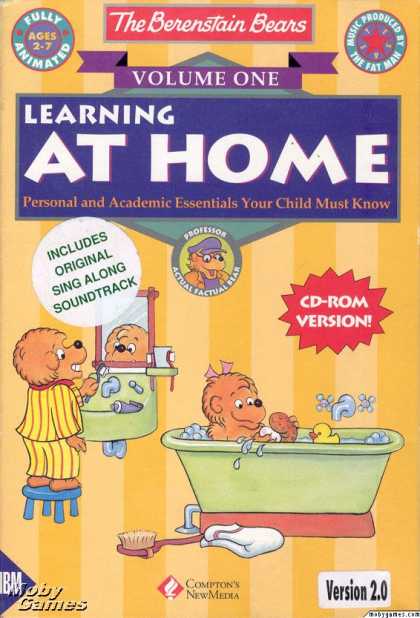 FULLY
AGES
2-7
ANIMATED
The Berenstain Bears
MUSIC PRODUCED BY
THE FAT MAN
VOLUME ONE
LEARNING
AT HOME
Personal and Academic Essentials Your Child Must Know
PROFESSOR
ACTUAL FACTUAL BEAR
INCLUDES
ORIGINAL
SING ALONG
SOUNDTRACK
CD-ROM
VERSION!
IBM
Moby
Games
COMPTON'S
NEWMEDIA
Version 2.0
mobygames.com